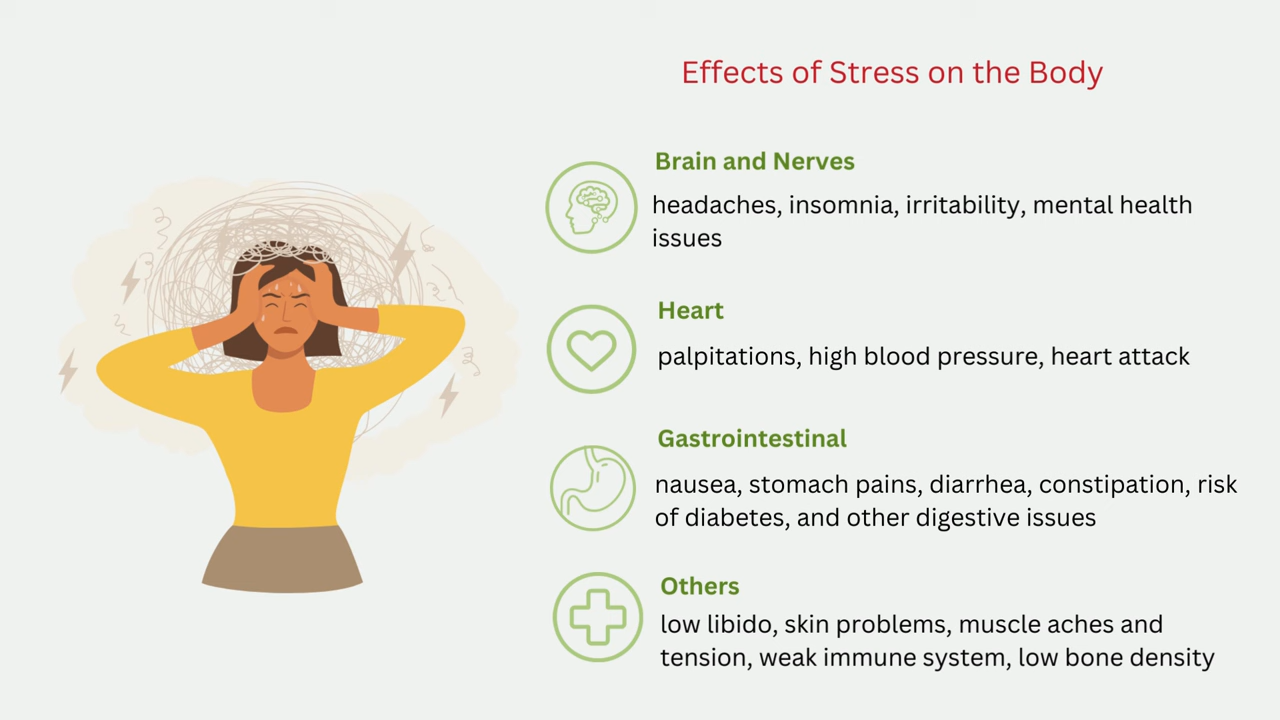 Effects of Stress on the Body
Brain and Nerves
headaches, insomnia, irritability, mental health
issues
Heart
palpitations, high blood pressure, heart attack
Gastrointestinal
nausea, stomach pains, diarrhea, constipation, risk
of diabetes, and other digestive issues
Others
low libido, skin problems, muscle aches and
tension, weak immune system, low bone density